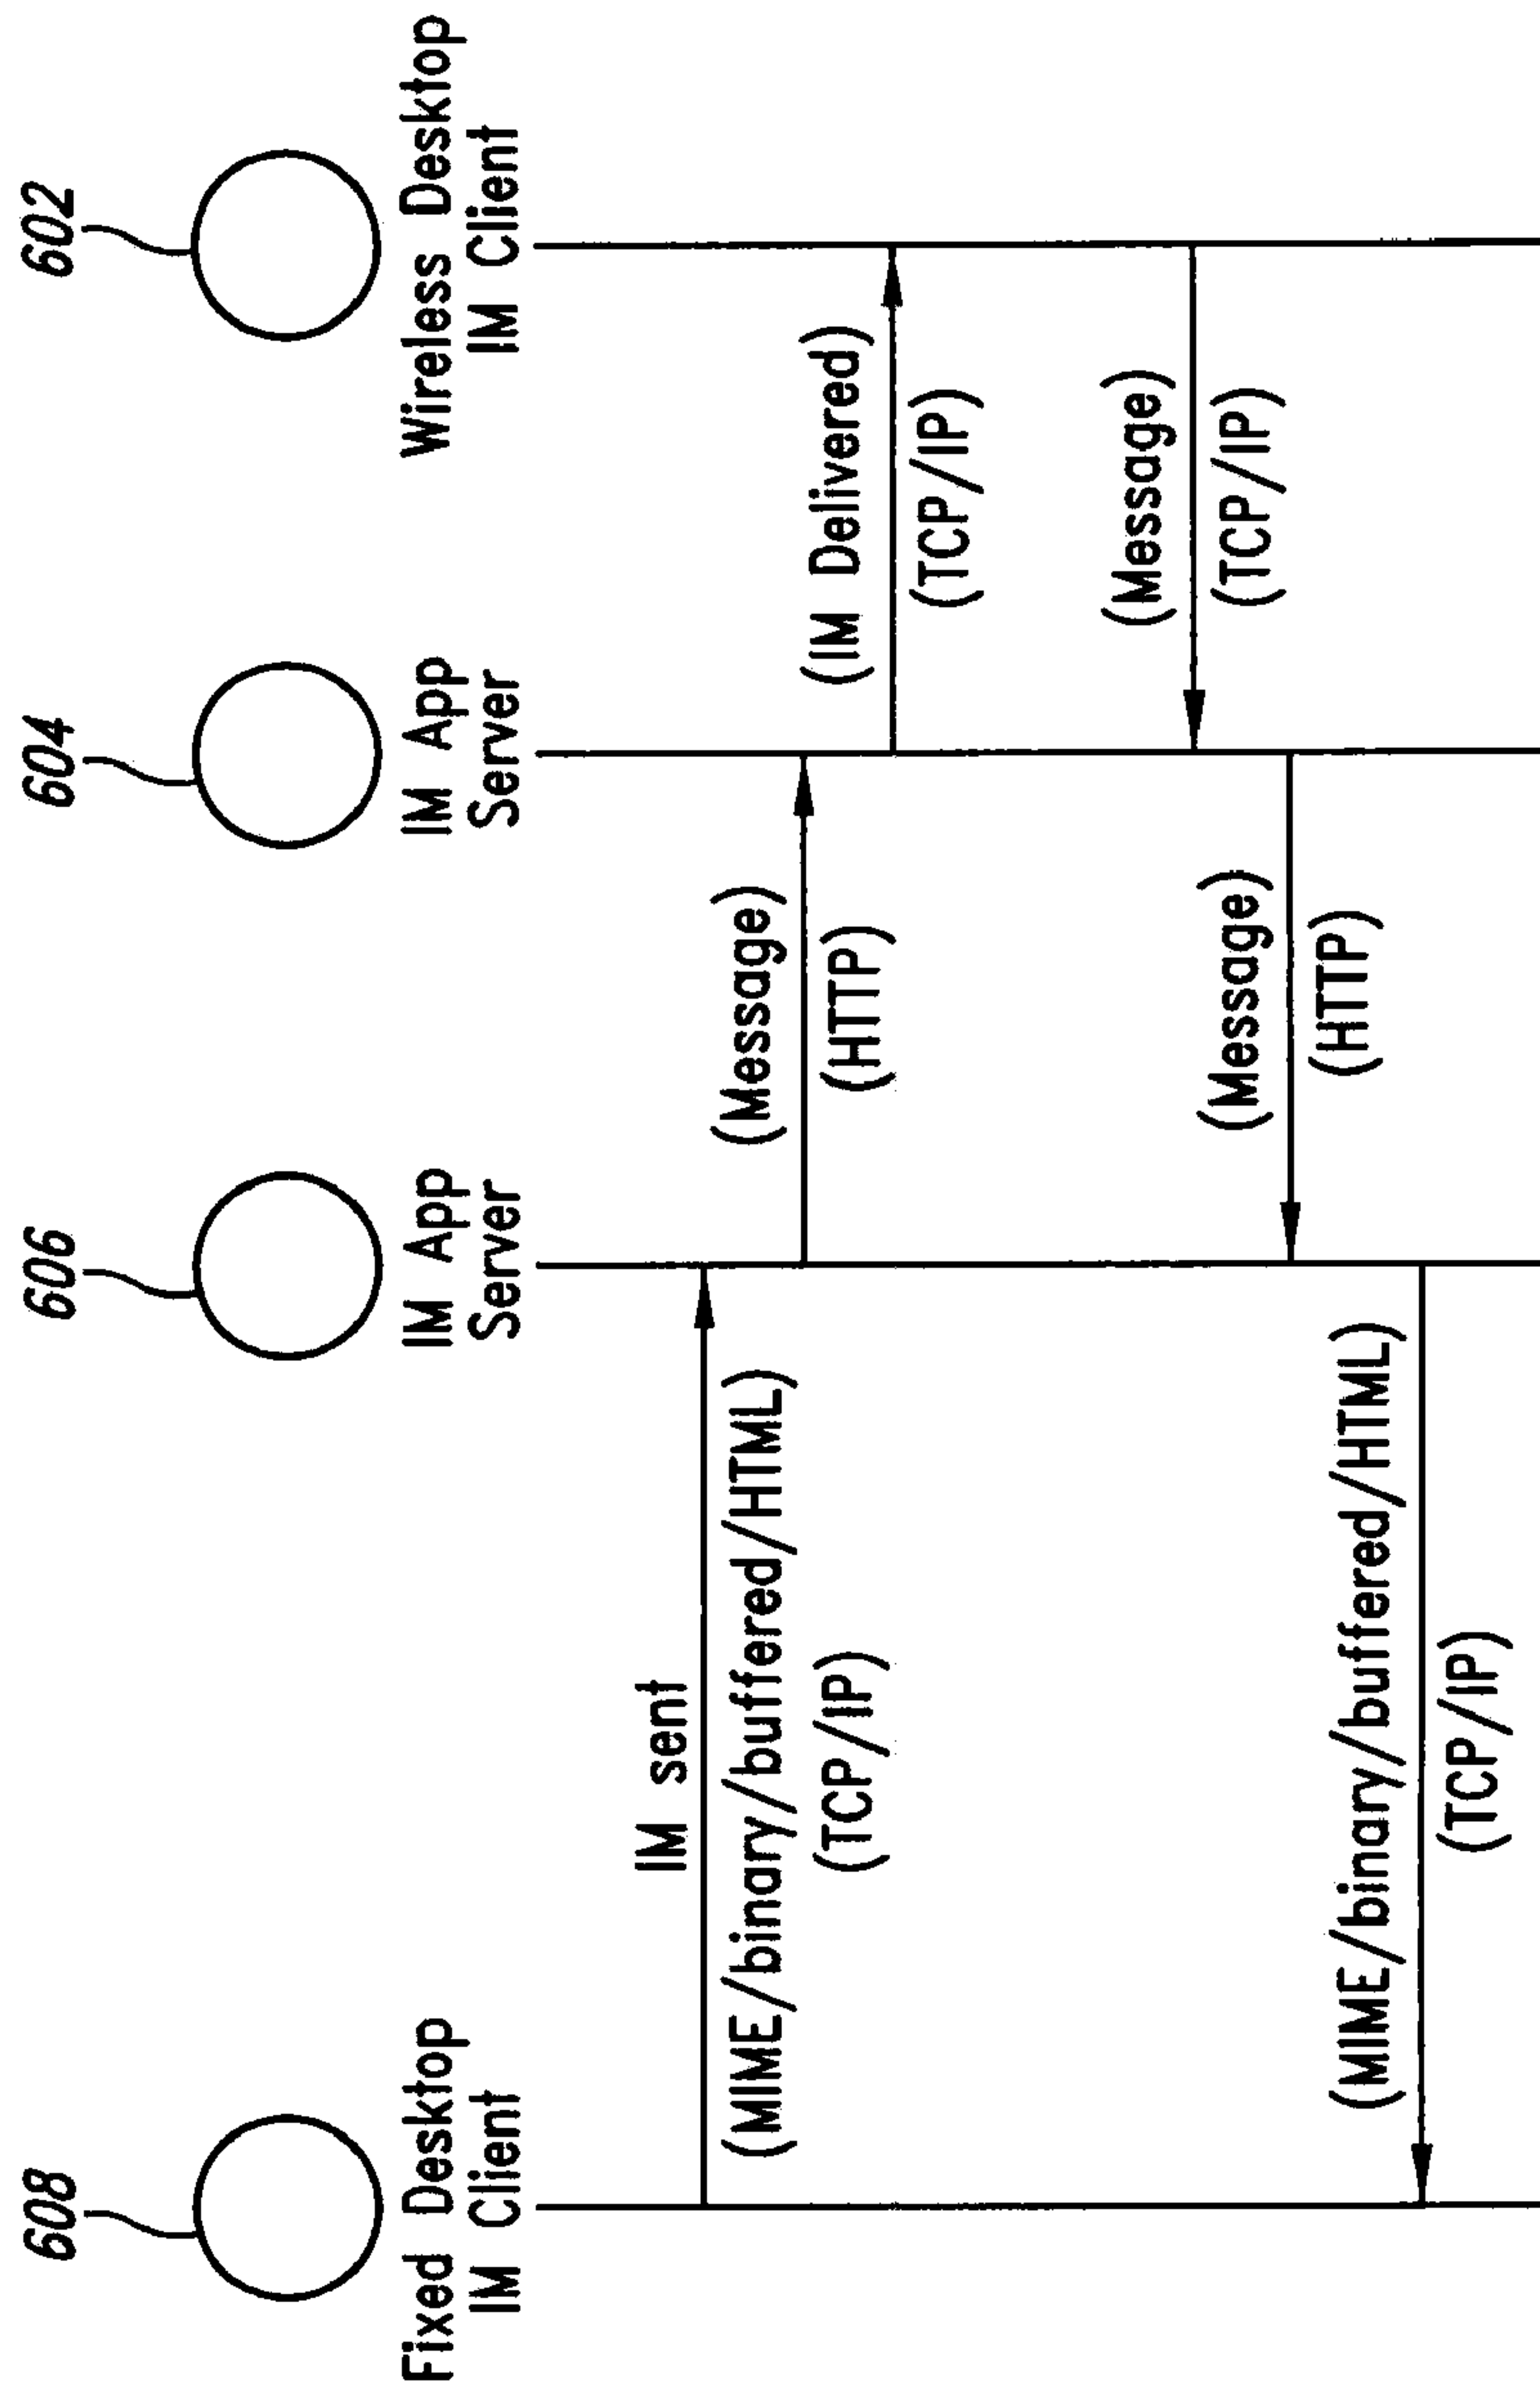 608
606
604
602
Fixed Desktop
IM Client
IM App
Server
IM App
Server
Wireless Desktop
IM Client
IM sent
(MIME/binary/buffered/HTML)
(TCP/IP)
(Message)
(HTTP)
(IM Delivered)
(TCP/IP)
(Message)
(TCP/IP)
(Message)
(HTTP)
(MIME/binary/buffered/HTML)
(TCP/IP)